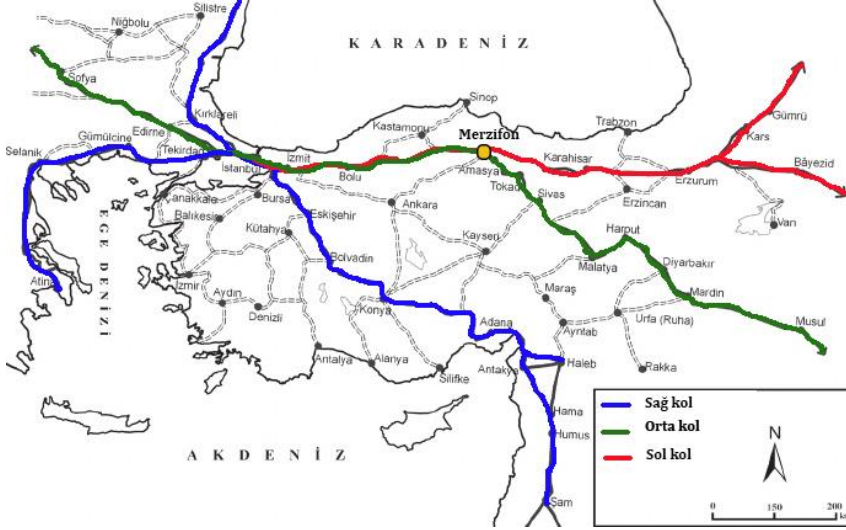 Silistre
Niğbolu
KARADENİZ
Sofya
Kırklareli
Edirne
Gümülcine
Tekirdağ
Selanik
İstanbul
İzmit
Bolu
Kastamonu
Sinop
Merzifon
Amasya
Tokad
Sivas
Karahisar
Trabzon
Erzincan
Erzurum
Kars
Gümrü
Bâyezid
Van
Çanakkale
Bursa
Balıkesir
Eskişehir
Kütahya
Ankara
Kayseri
Harput
Malatya
Diyarbakır
Mardin
Musul
EGE DENİZİ
Atina
İzmir
Aydın
Denizli
Bolvadin
Konya
Adana
Maraş
Ayntab
Urfa (Ruha)
Rakka
Antalya
Alanya
Silifke
Antakya
Haleb
Hama
Humus
Şam
AKDENİZ
Sağ kol
Orta kol
Sol kol
N
0 150 200